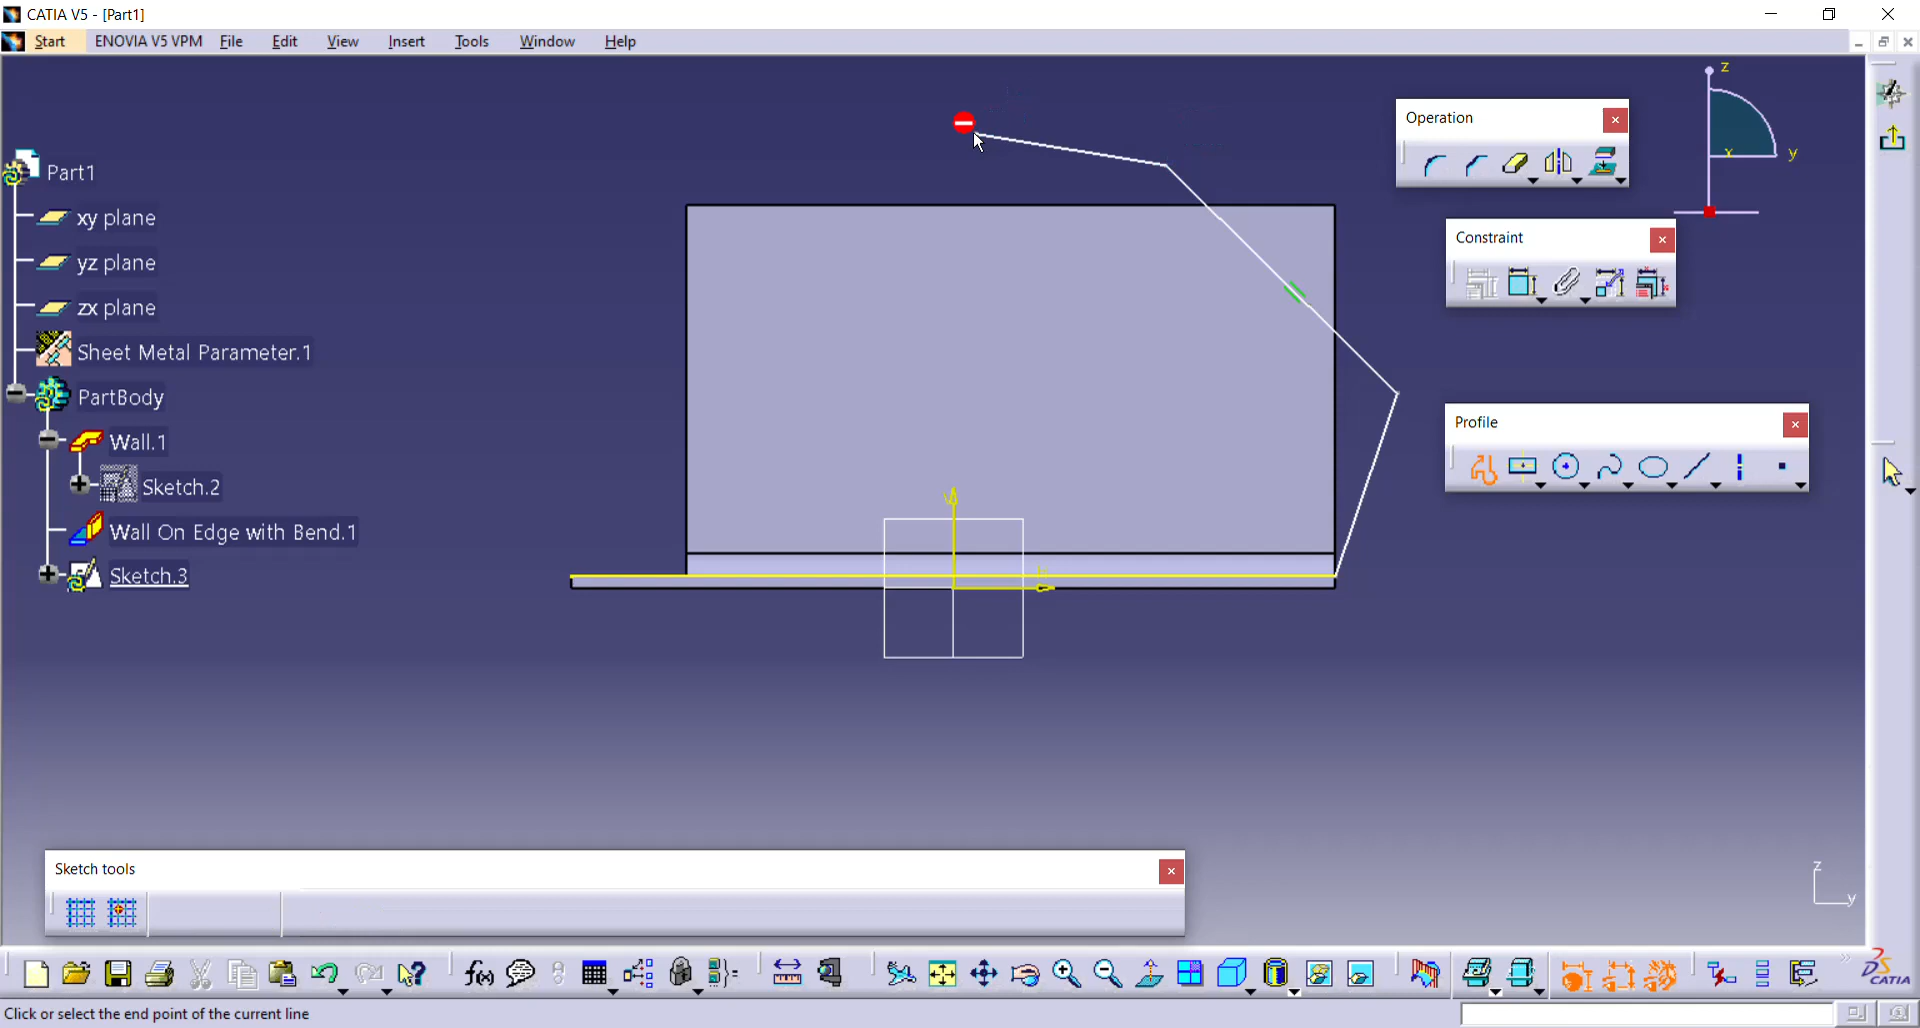 CATIA V5 - [Part1]
Start ENOVIA V5 VPM File Edit View Insert Tools Window Help
z
y
x
Operation
Part1
xy plane
yz plane
zx plane
Sheet Metal Parameter.1
PartBody
Wall.1
Sketch.2
Wall On Edge with Bend.1
Sketch.3
Constraint
Profile
V
H
z
y
Sketch tools
f(x)
CATIA
Click or select the end point of the current line